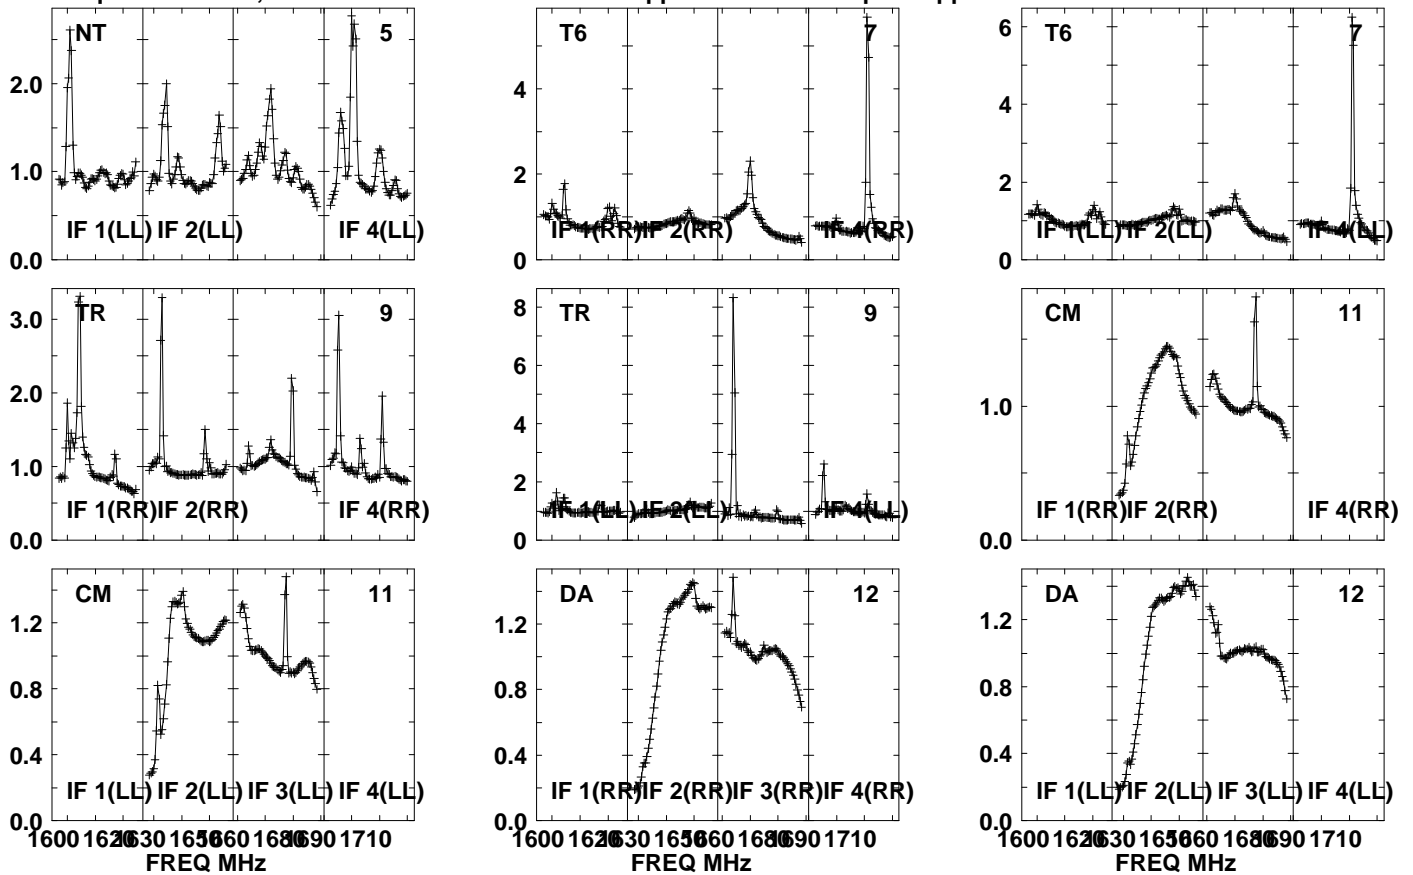 NT 5
2.0
1.0
0.0
IF 1(LL) IF 2(LL) IF 4(LL)
T6 7
4
2
0
IF 1(RR) IF 2(RR) IF 4(RR)
T6 7
6
4
2
0
IF 1(LL) IF 2(LL) IF 4(LL)
TR 9
3.0
2.0
1.0
0.0
IF 1(RR) IF 2(RR) IF 4(RR)
TR 9
8
6
4
2
0
IF 1(LL) IF 2(LL) IF 4(LL)
CM 11
1.0
0.0
IF 1(RR) IF 2(RR) IF 4(RR)
CM 11
1.2
0.8
0.4
0.0
IF 1(LL) IF 2(LL) IF 3(LL) IF 4(LL)
1600 1620 1630 1650 1660 1680 1690 1710
FREQ MHz
DA 12
1.2
0.8
0.4
0.0
IF 1(RR) IF 2(RR) IF 3(RR) IF 4(RR)
1600 1620 1630 1650 1660 1680 1690 1710
FREQ MHz
DA 12
1.2
0.8
0.4
0.0
IF 1(LL) IF 2(LL) IF 3(LL) IF 4(LL)
1600 1620 1630 1650 1660 1680 1690 1710
FREQ MHz